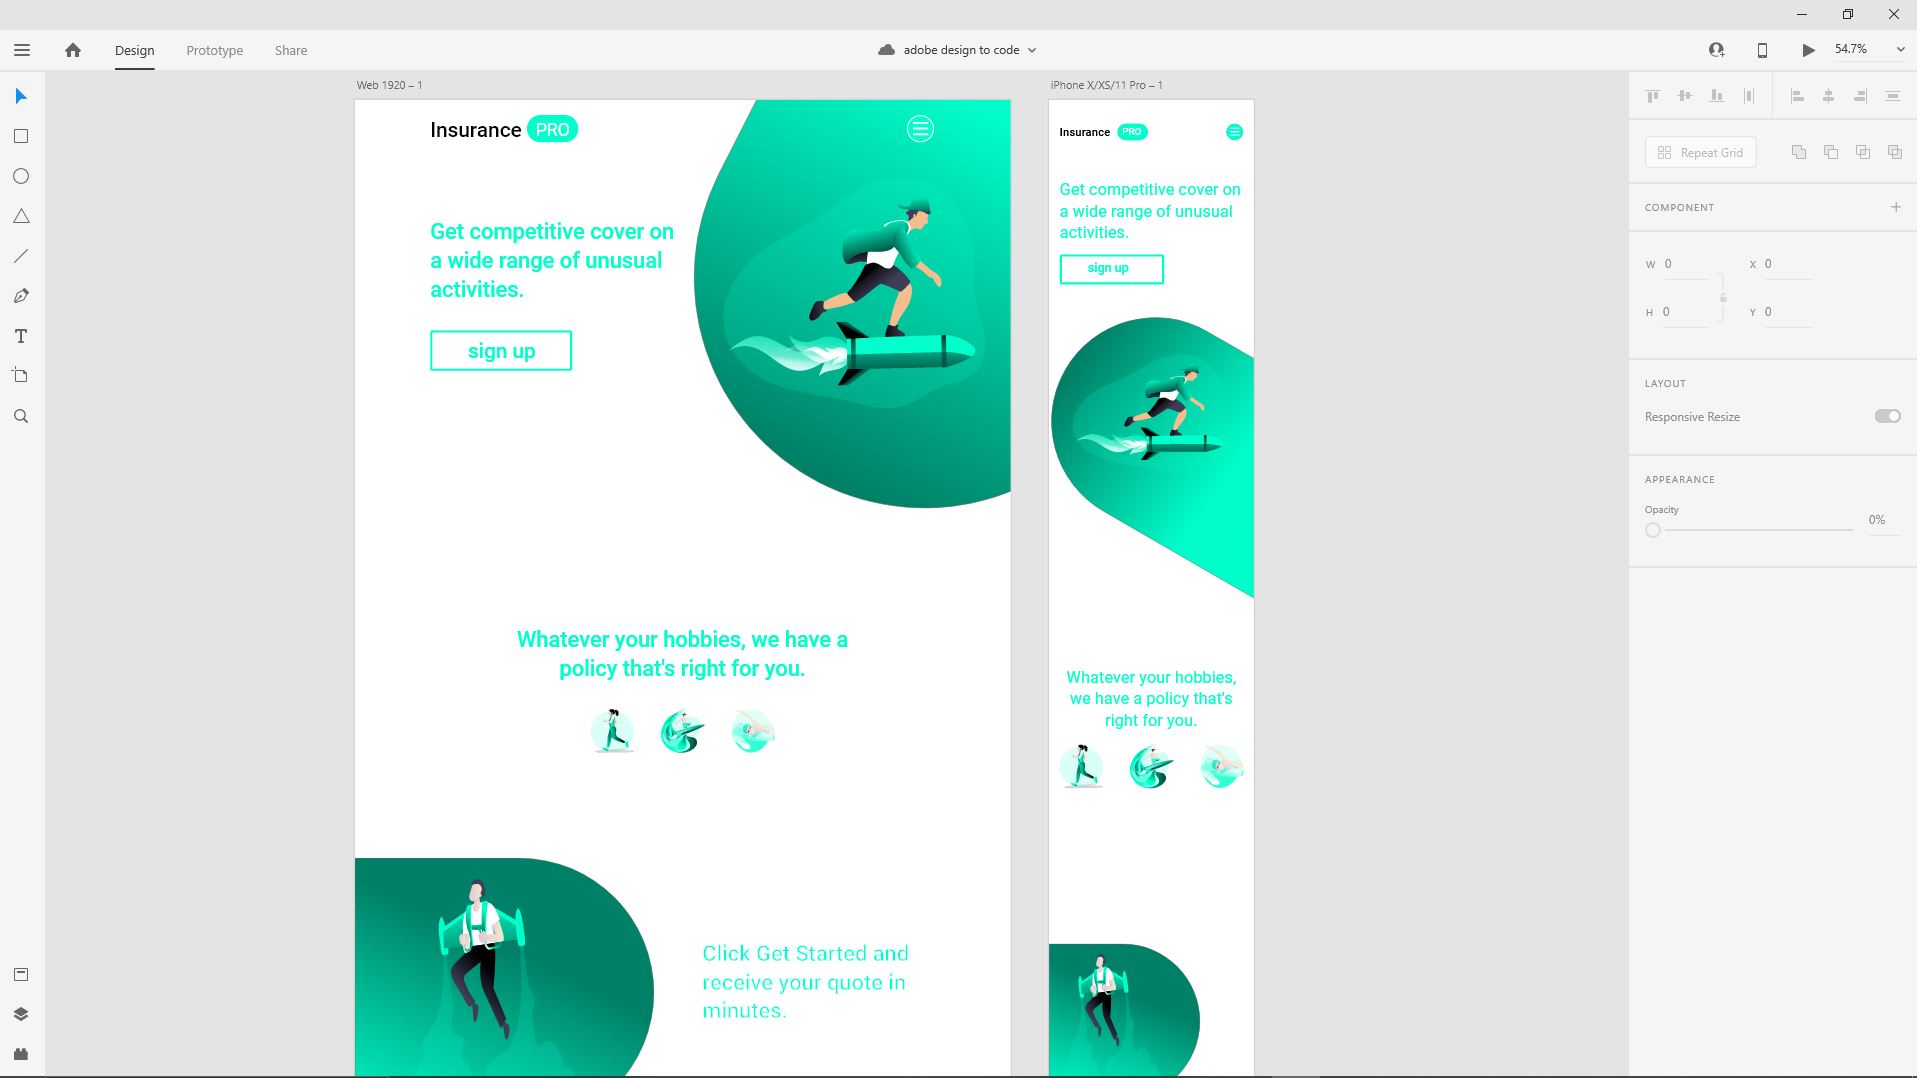 Design
Prototype
Share
adobe design to code
54.7%
Web 1920 – 1
iPhone X/XS/11 Pro – 1
Insurance PRO
Get competitive cover on
a wide range of unusual
activities.
sign up
Whatever your hobbies, we have a
policy that's right for you.
Click Get Started and
receive your quote in
minutes.
Insurance PRO
Get competitive cover on
a wide range of unusual
activities.
sign up
Whatever your hobbies,
we have a policy that's
right for you.
Repeat Grid
COMPONENT
W 0 X 0
H 0 Y 0
LAYOUT
Responsive Resize
APPEARANCE
Opacity
0%